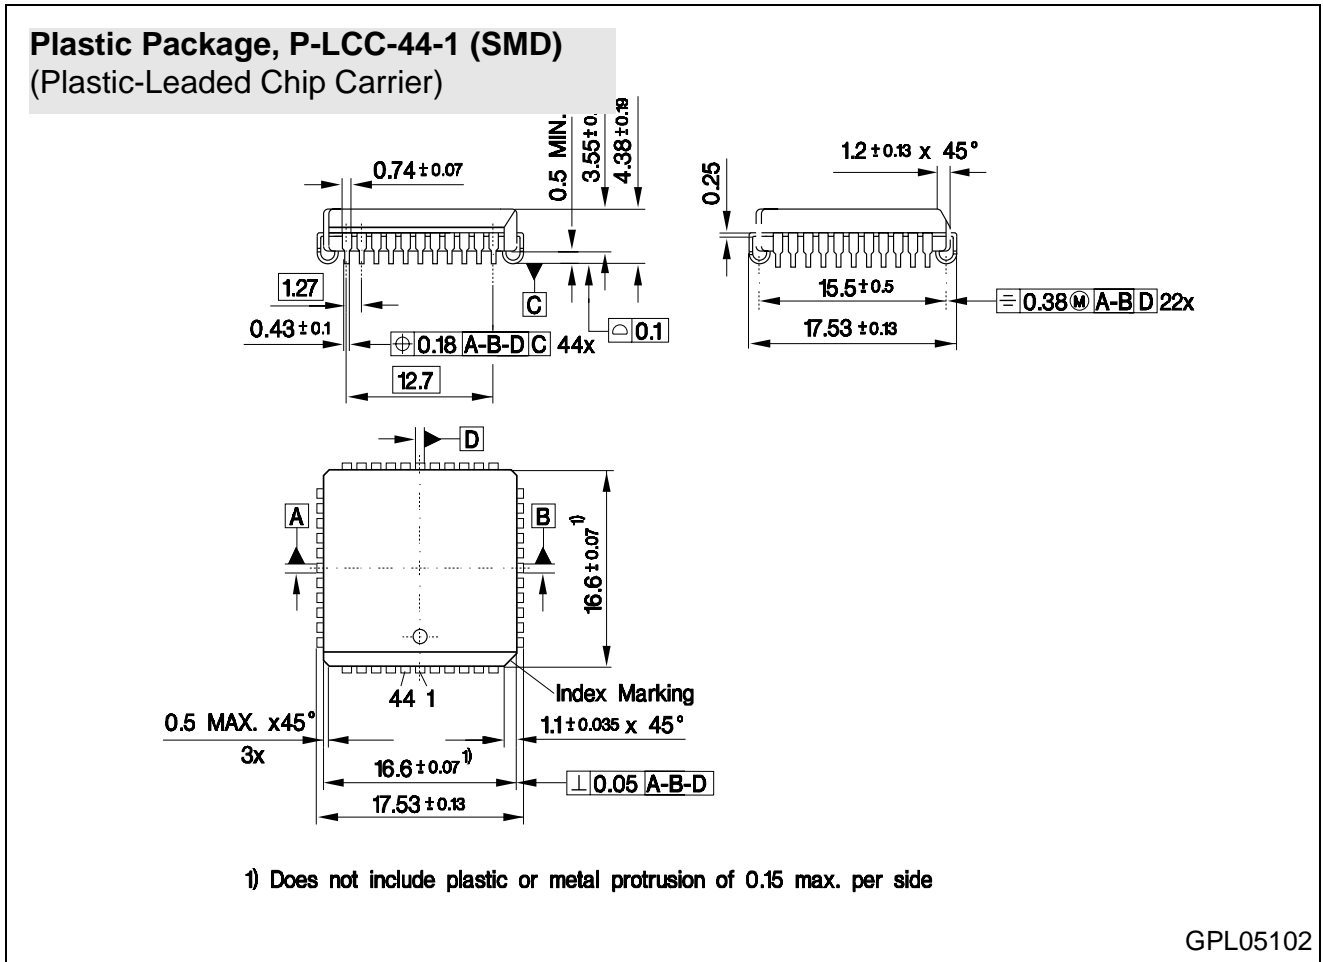 Plastic Package, P-LCC-44-1 (SMD)
(Plastic-Leaded Chip Carrier)
0.5 MIN.
3.55±0.
4.38±0.19
0.74±0.07
1.27
0.43±0.1
0.18 A-B-D C 44x
12.7
C
0.1
0.25
1.2±0.13 x 45°
15.5±0.5
0.38 Ⓜ A-B D 22x
17.53±0.13
D
A
B
16.6±0.07 1)
44 1
Index Marking
0.5 MAX. x45°
3x
1.1±0.035 x 45°
16.6±0.07 1)
⊥ 0.05 A-B-D
17.53±0.13
1) Does not include plastic or metal protrusion of 0.15 max. per side
GPL05102